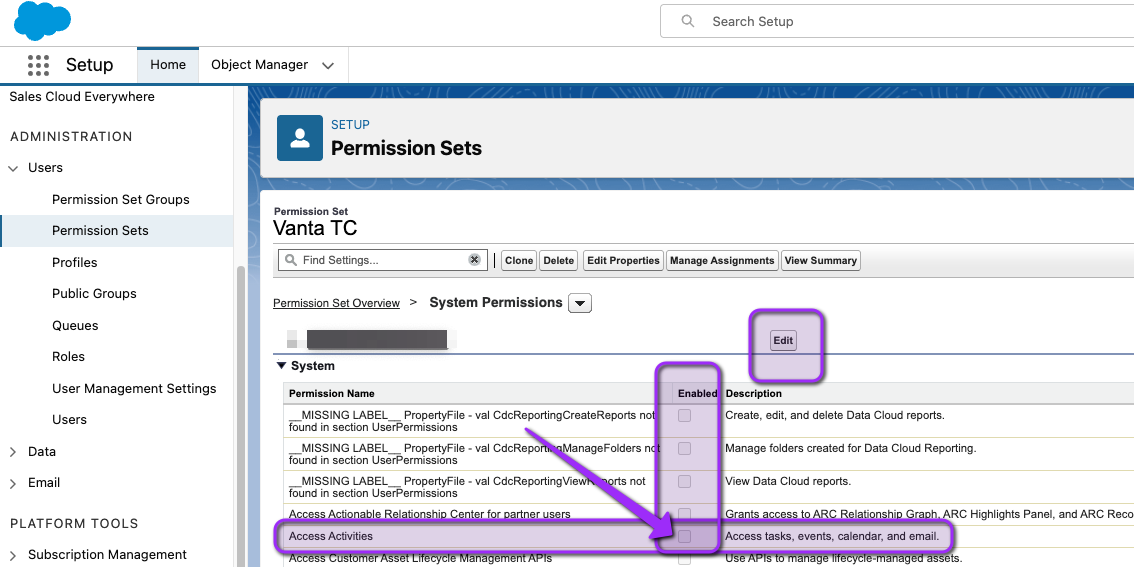 Search Setup
Setup
Home
Object Manager
Sales Cloud Everywhere
ADMINISTRATION
Users
Permission Set Groups
Permission Sets
Profiles
Public Groups
Queues
Roles
User Management Settings
Users
Data
Email
PLATFORM TOOLS
Subscription Management
SETUP
Permission Sets
Permission Set
Vanta TC
Find Settings...
Clone
Delete
Edit Properties
Manage Assignments
View Summary
Permission Set Overview > System Permissions
Edit
System
Permission Name Enabled Description
__MISSING LABEL__ PropertyFile - val CdcReportingCreateReports not
found in section UserPermissions
Create, edit, and delete Data Cloud reports.
__MISSING LABEL__ PropertyFile - val CdcReportingManageFolders not
found in section UserPermissions
Manage folders created for Data Cloud Reporting.
__MISSING LABEL__ PropertyFile - val CdcReportingViewReports not
found in section UserPermissions
View Data Cloud reports.
Access Actionable Relationship Center for partner users
Grants access to ARC Relationship Graph, ARC Highlights Panel, and ARC Reco
Access Activities
Access tasks, events, calendar, and email.
Access Customer Asset Lifecycle Management APIs
Use APIs to manage lifecycle-managed assets.